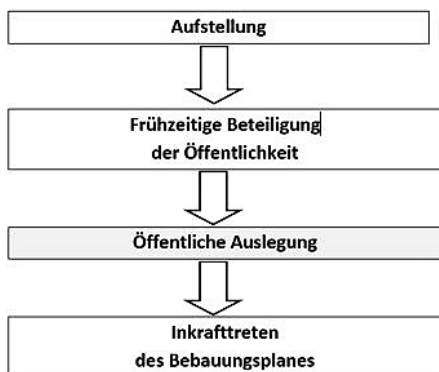 Aufstellung
Frühzeitige Beteiligung
der Öffentlichkeit
Öffentliche Auslegung
Inkrafttreten
des Bebauungsplanes